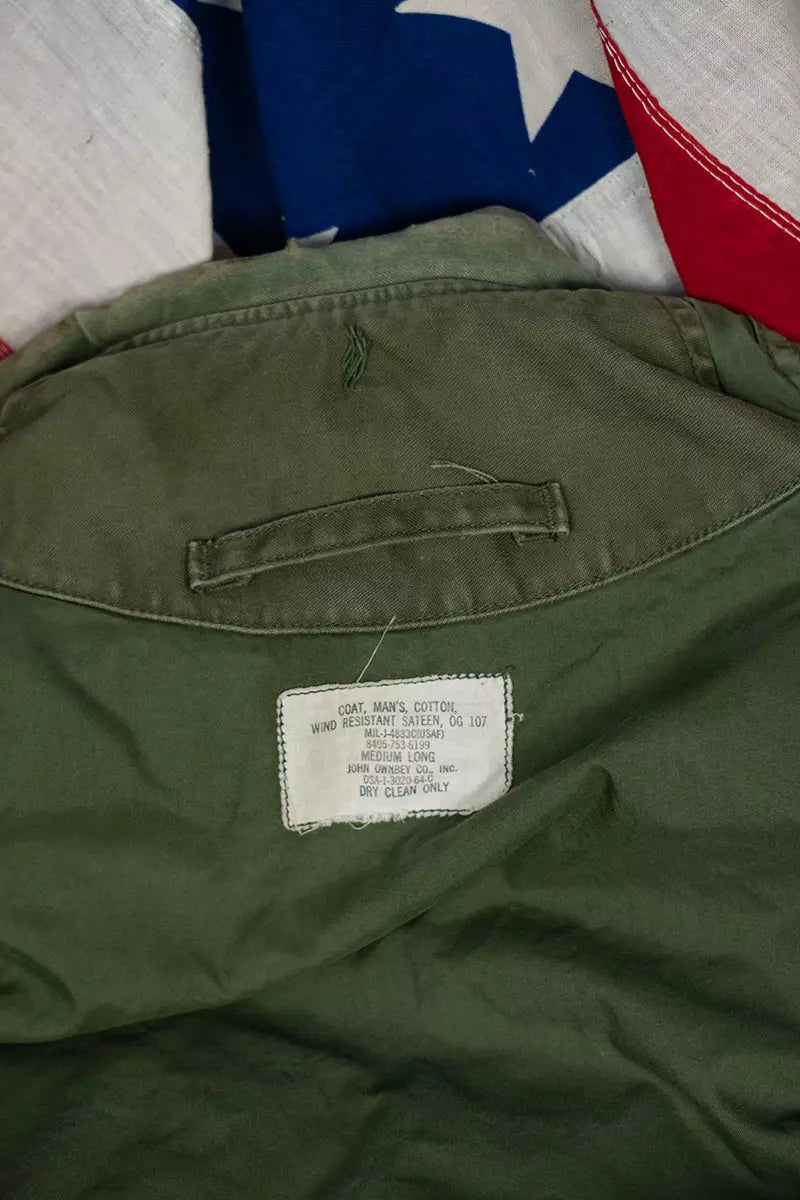 COAT, MAN'S, COTTON,
WIND RESISTANT SATEEN, OG 107
MIL-J-4883C(USAF)
8405-753-6199
MEDIUM LONG
JOHN OWNBEY CO., INC.
DSA-1-3020-64-C
DRY CLEAN ONLY